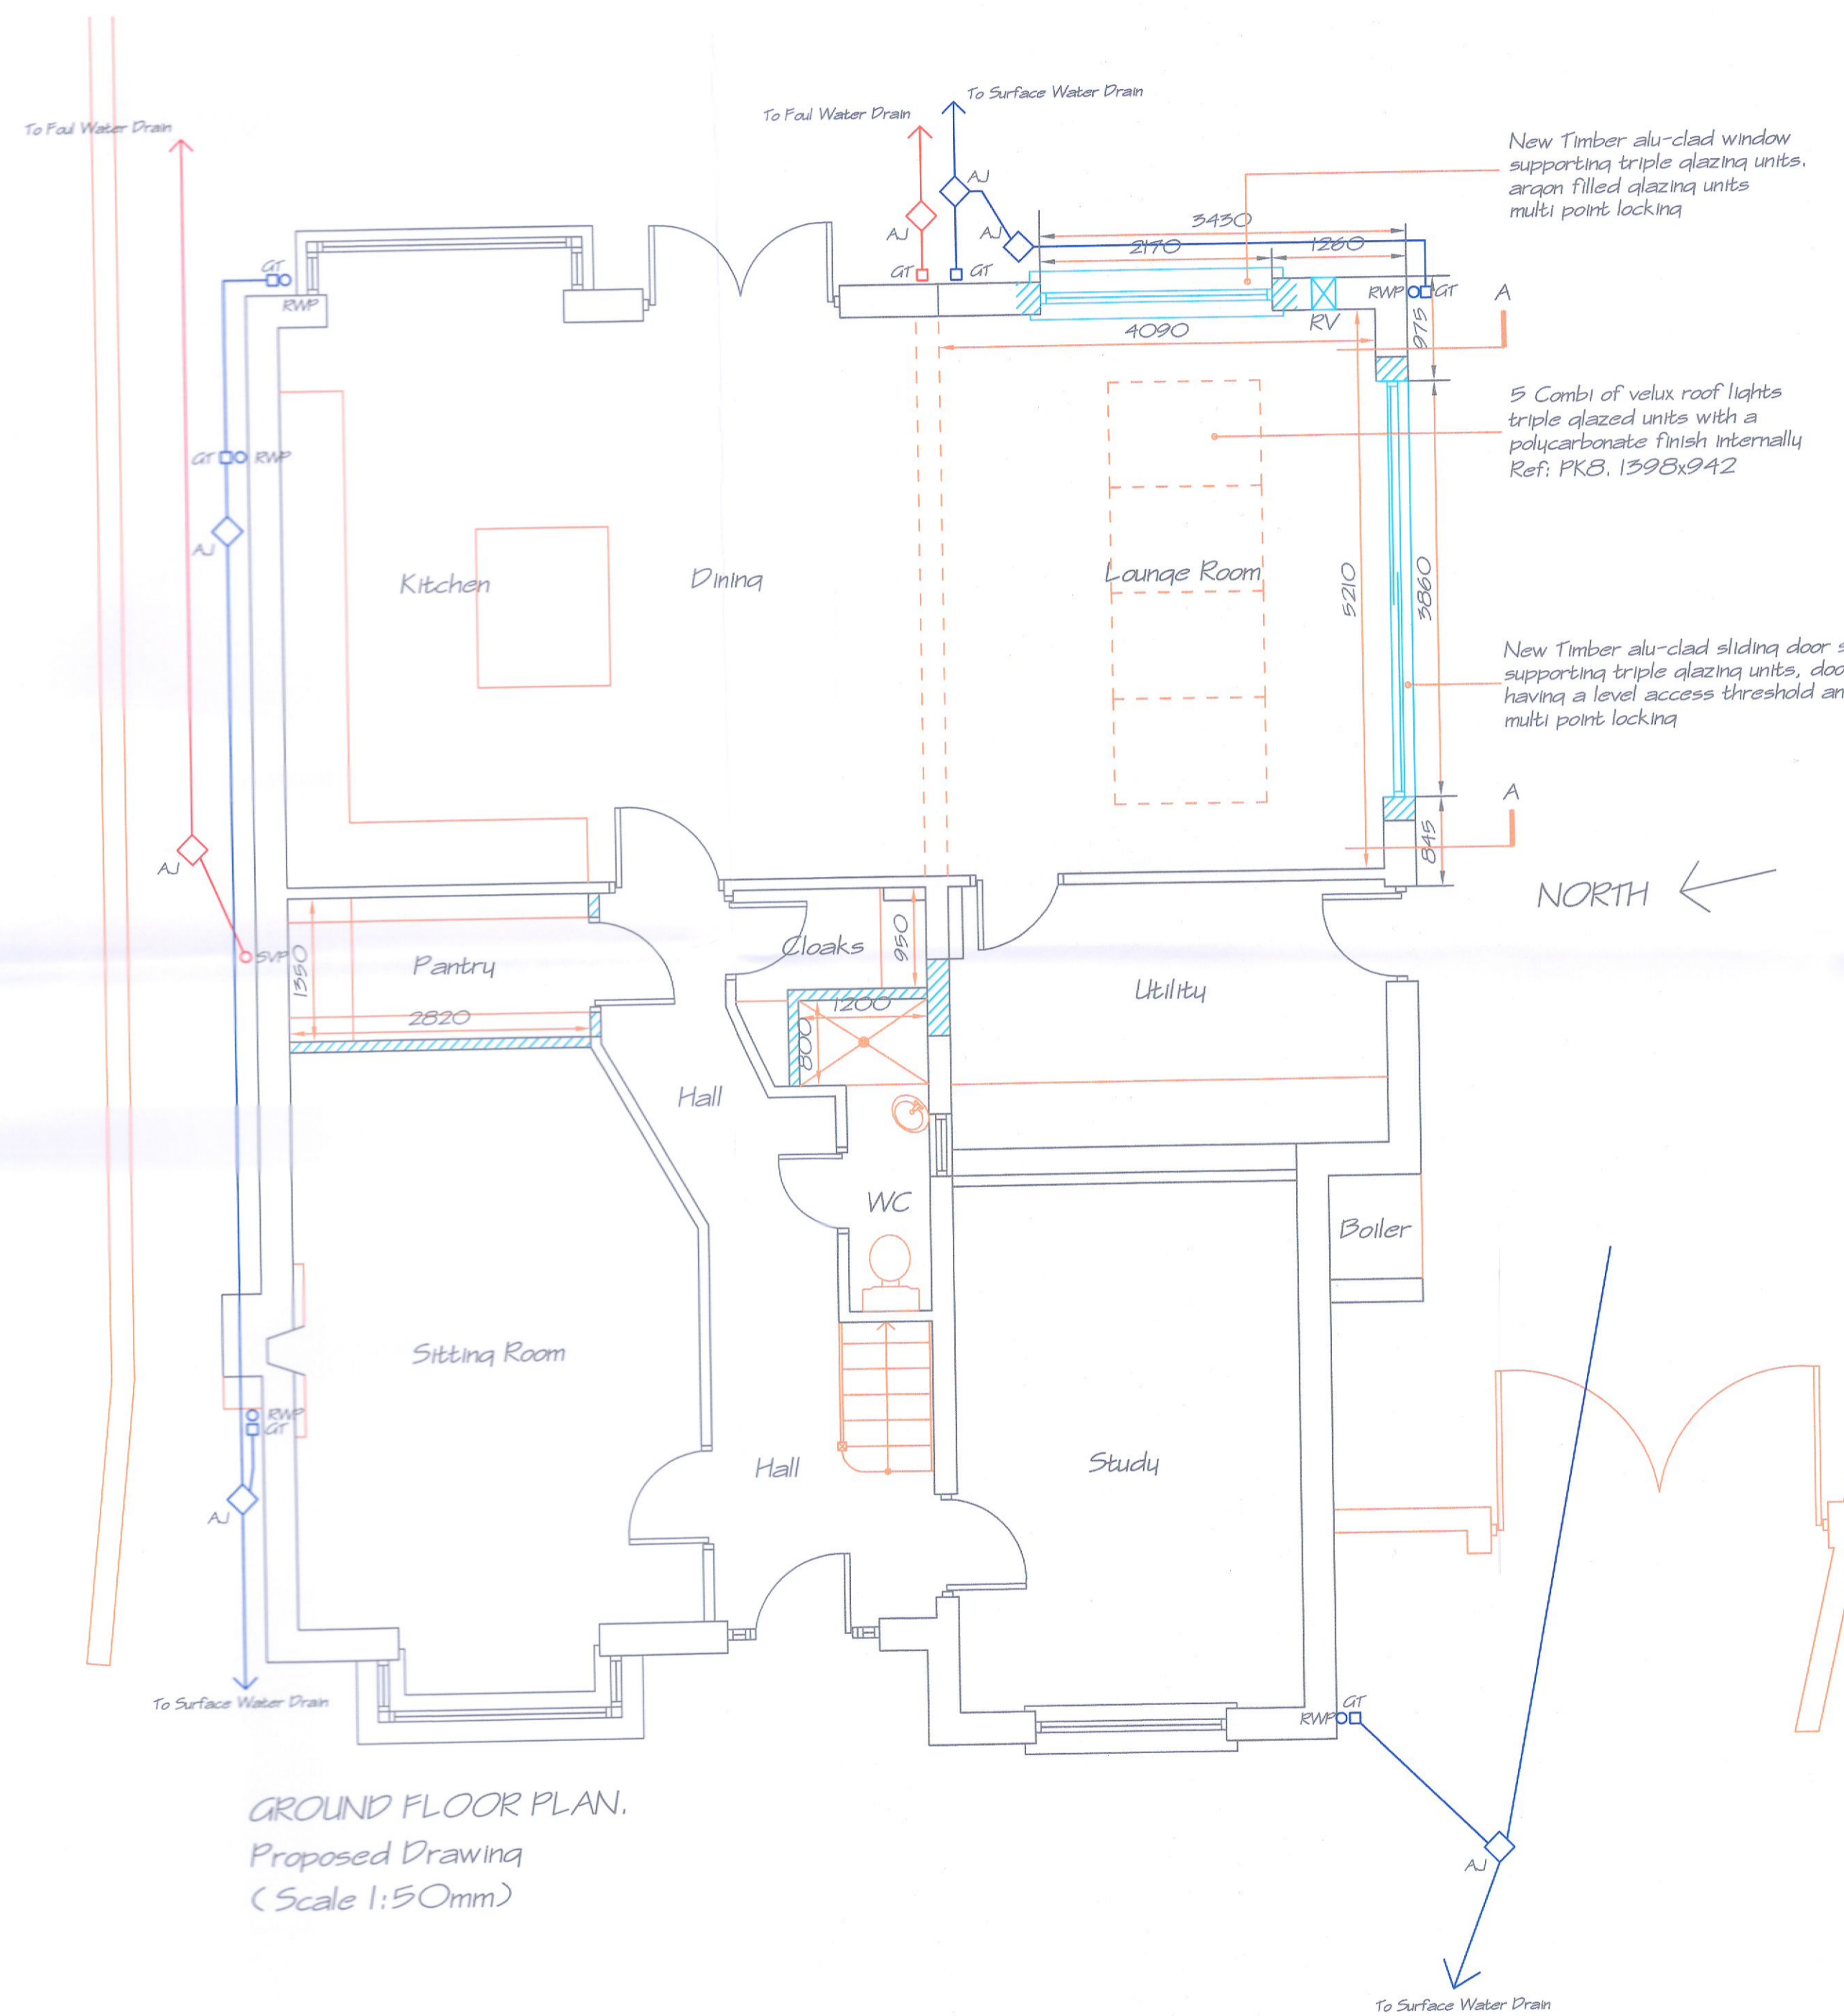 To Foul Water Drain
To Foul Water Drain
To Surface Water Drain
New Timber alu-clad window
supporting triple glazing units.
argon filled glazing units
multi point locking
AJ
AJ
AJ
GT
GT
3430
2170
1260
GT
RWP
RWP
GT
A
RV
4090
975
5 Combi of velux roof lights
triple glazed units with a
polycarbonate finish internally
Ref: PK8. 1398x942
GT
RWP
AJ
Kitchen
Dining
Lounge Room
5210
3860
New Timber alu-clad sliding door s
supporting triple glazing units, doo
having a level access threshold an
multi point locking
A
845
AJ
NORTH
SVP
1350
Pantry
2820
Cloaks
950
1200
800
Utility
Hall
WC
Boiler
Sitting Room
RWP
GT
AJ
Hall
Study
To Surface Water Drain
GT
RWP
GROUND FLOOR PLAN.
Proposed Drawing
(Scale 1:50mm)
AJ
To Surface Water Drain